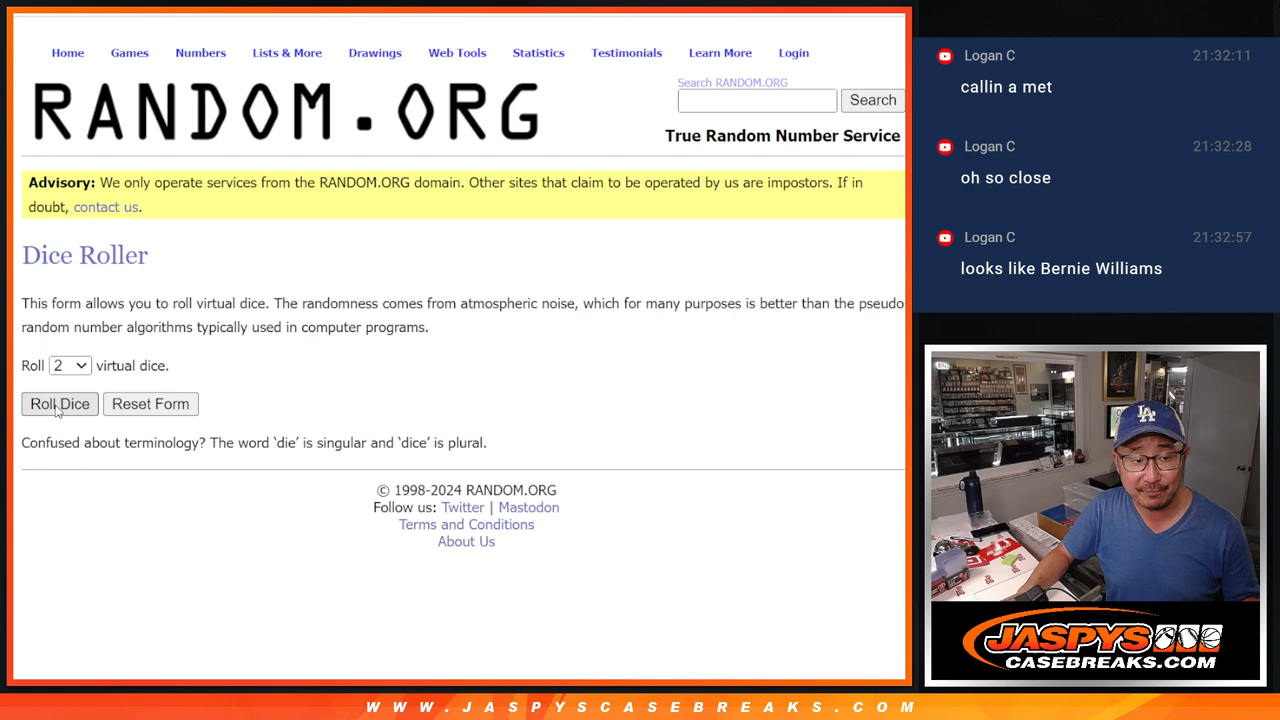 Home Games Numbers Lists & More Drawings Web Tools Statistics Testimonials Learn More Login
RANDOM.ORG
Search RANDOM.ORG
Search
True Random Number Service
Advisory: We only operate services from the RANDOM.ORG domain. Other sites that claim to be operated by us are impostors. If in
doubt, contact us.
Dice Roller
This form allows you to roll virtual dice. The randomness comes from atmospheric noise, which for many purposes is better than the pseudo-
random number algorithms typically used in computer programs.
Roll 2 virtual dice.
Roll Dice Reset Form
Confused about terminology? The word ‘die’ is singular and ‘dice’ is plural.
© 1998-2024 RANDOM.ORG
Follow us: Twitter | Mastodon
Terms and Conditions
About Us
Logan C 21:32:11
callin a met
Logan C 21:32:28
oh so close
Logan C 21:32:57
looks like Bernie Williams
LA
JASPYS
CASEBREAKS.COM
WWW.JASPYSCASEBREAKS.COM